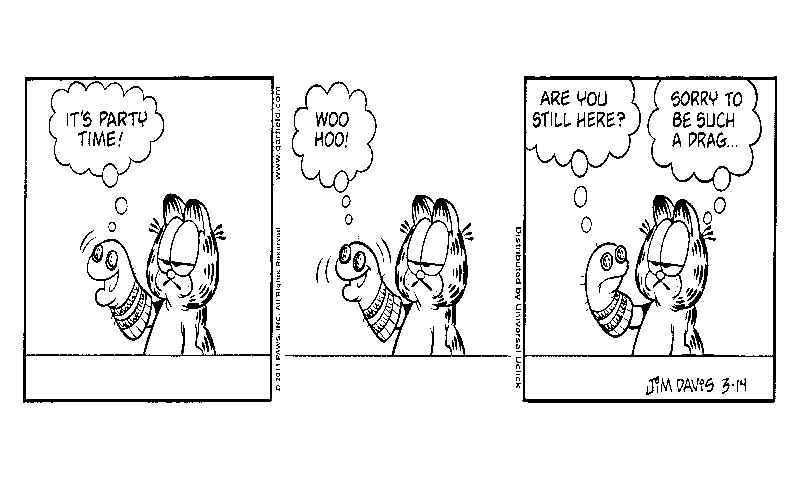 IT'S PARTY
TIME!
www.garfield.com
© 2011 PAWS, INC. All Rights Reserved.
WOO
HOO!
Distributed by Universal Uclick
ARE YOU
STILL HERE?
SORRY TO
BE SUCH
A DRAG...
JIM DAVIS 3-14